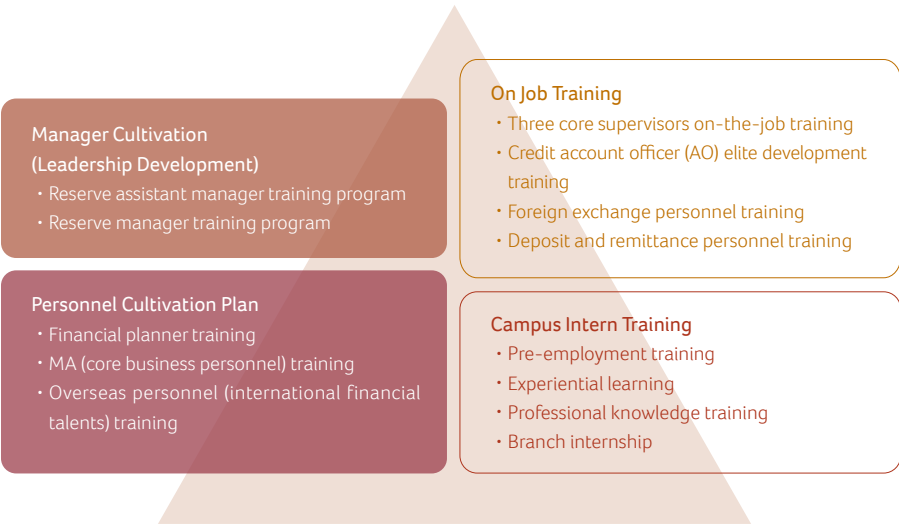 Manager Cultivation
(Leadership Development)
・Reserve assistant manager training program
・Reserve manager training program
On Job Training
・Three core supervisors on-the-job training
・Credit account officer (AO) elite development
training
・Foreign exchange personnel training
・Deposit and remittance personnel training
Personnel Cultivation Plan
・Financial planner training
・MA (core business personnel) training
・Overseas personnel (international financial
talents) training
Campus Intern Training
・Pre-employment training
・Experiential learning
・Professional knowledge training
・Branch internship